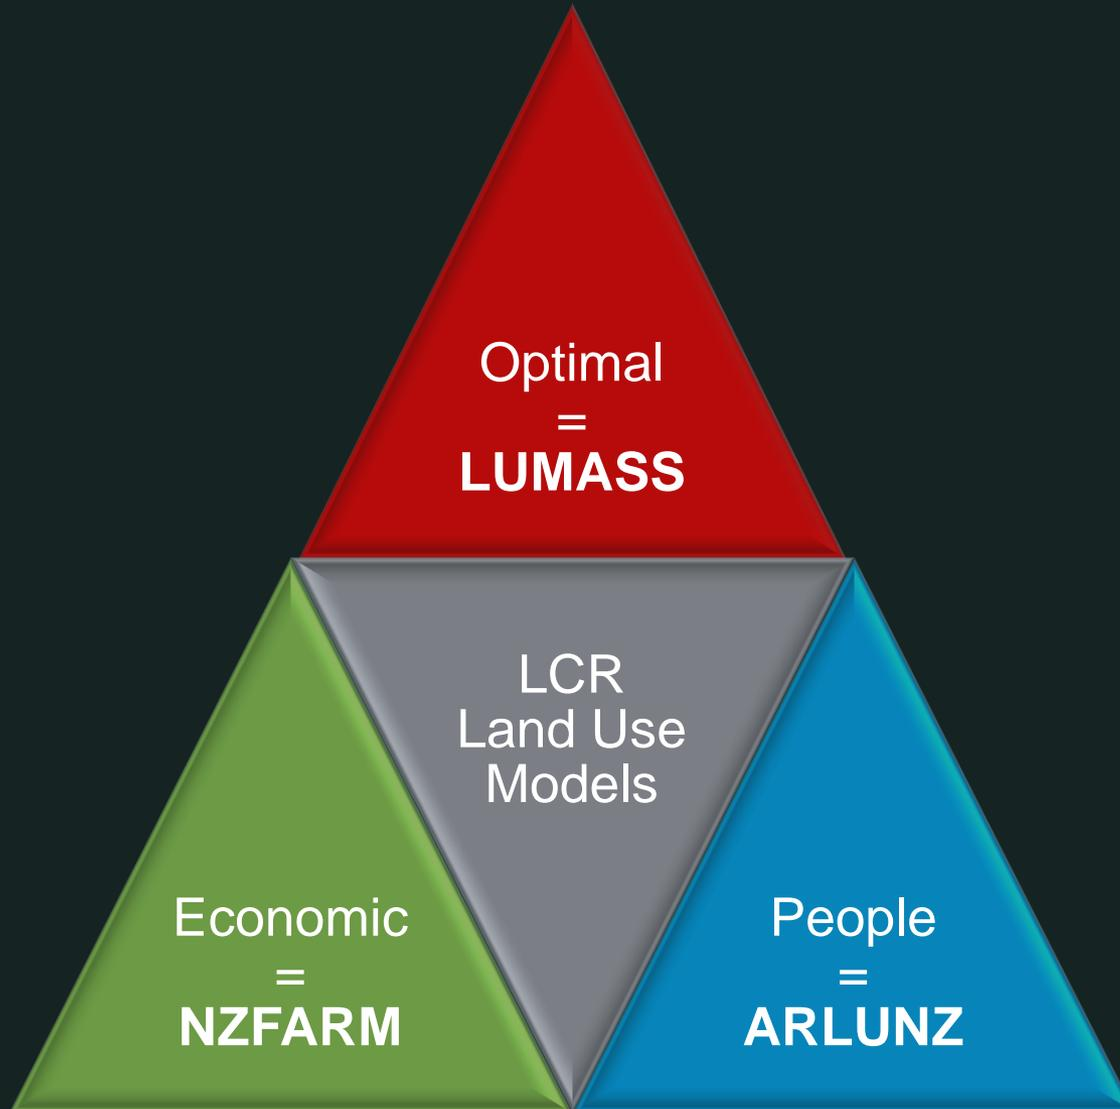 Optimal
=
LUMASS
LCR
Land Use
Models
Economic
=
NZFARM
People
=
ARLUNZ